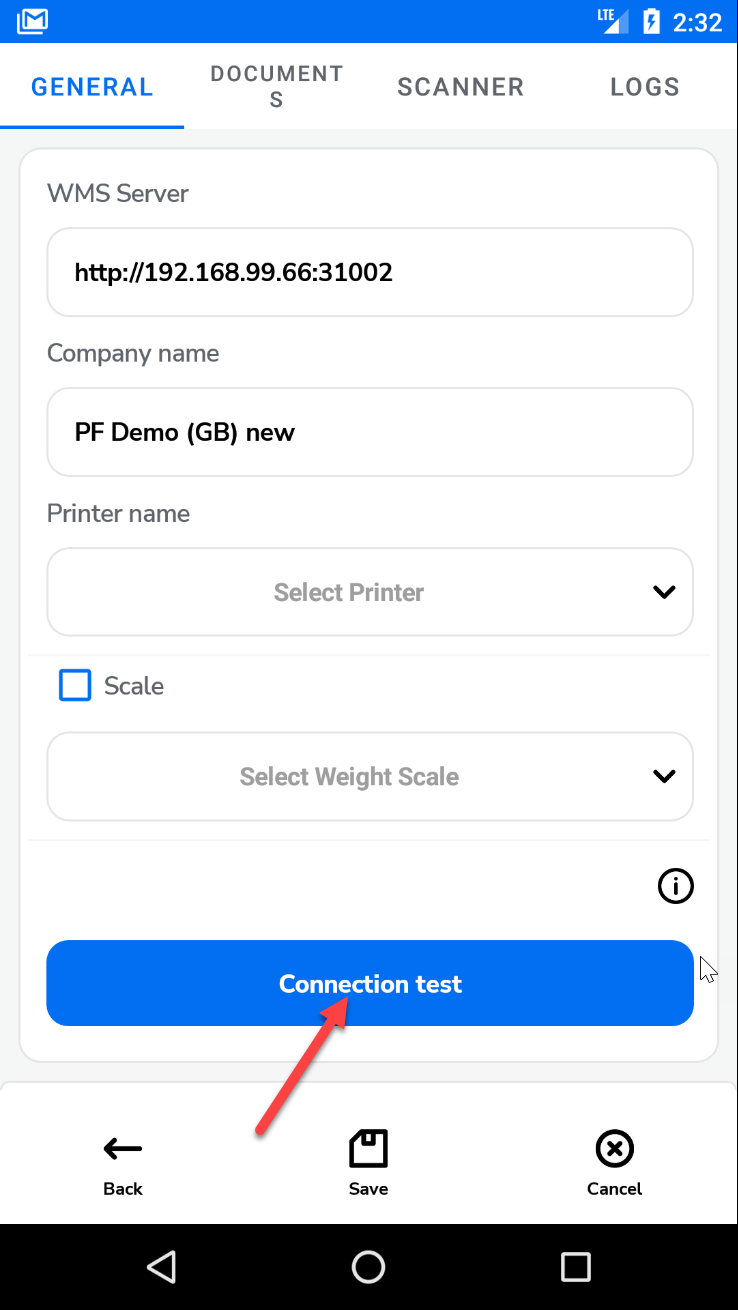 LTE 2:32
GENERAL
DOCUMENT
S
SCANNER
LOGS
WMS Server
http://192.168.99.66:31002
Company name
PF Demo (GB) new
Printer name
Select Printer
Scale
Select Weight Scale
Connection test
Back
Save
Cancel